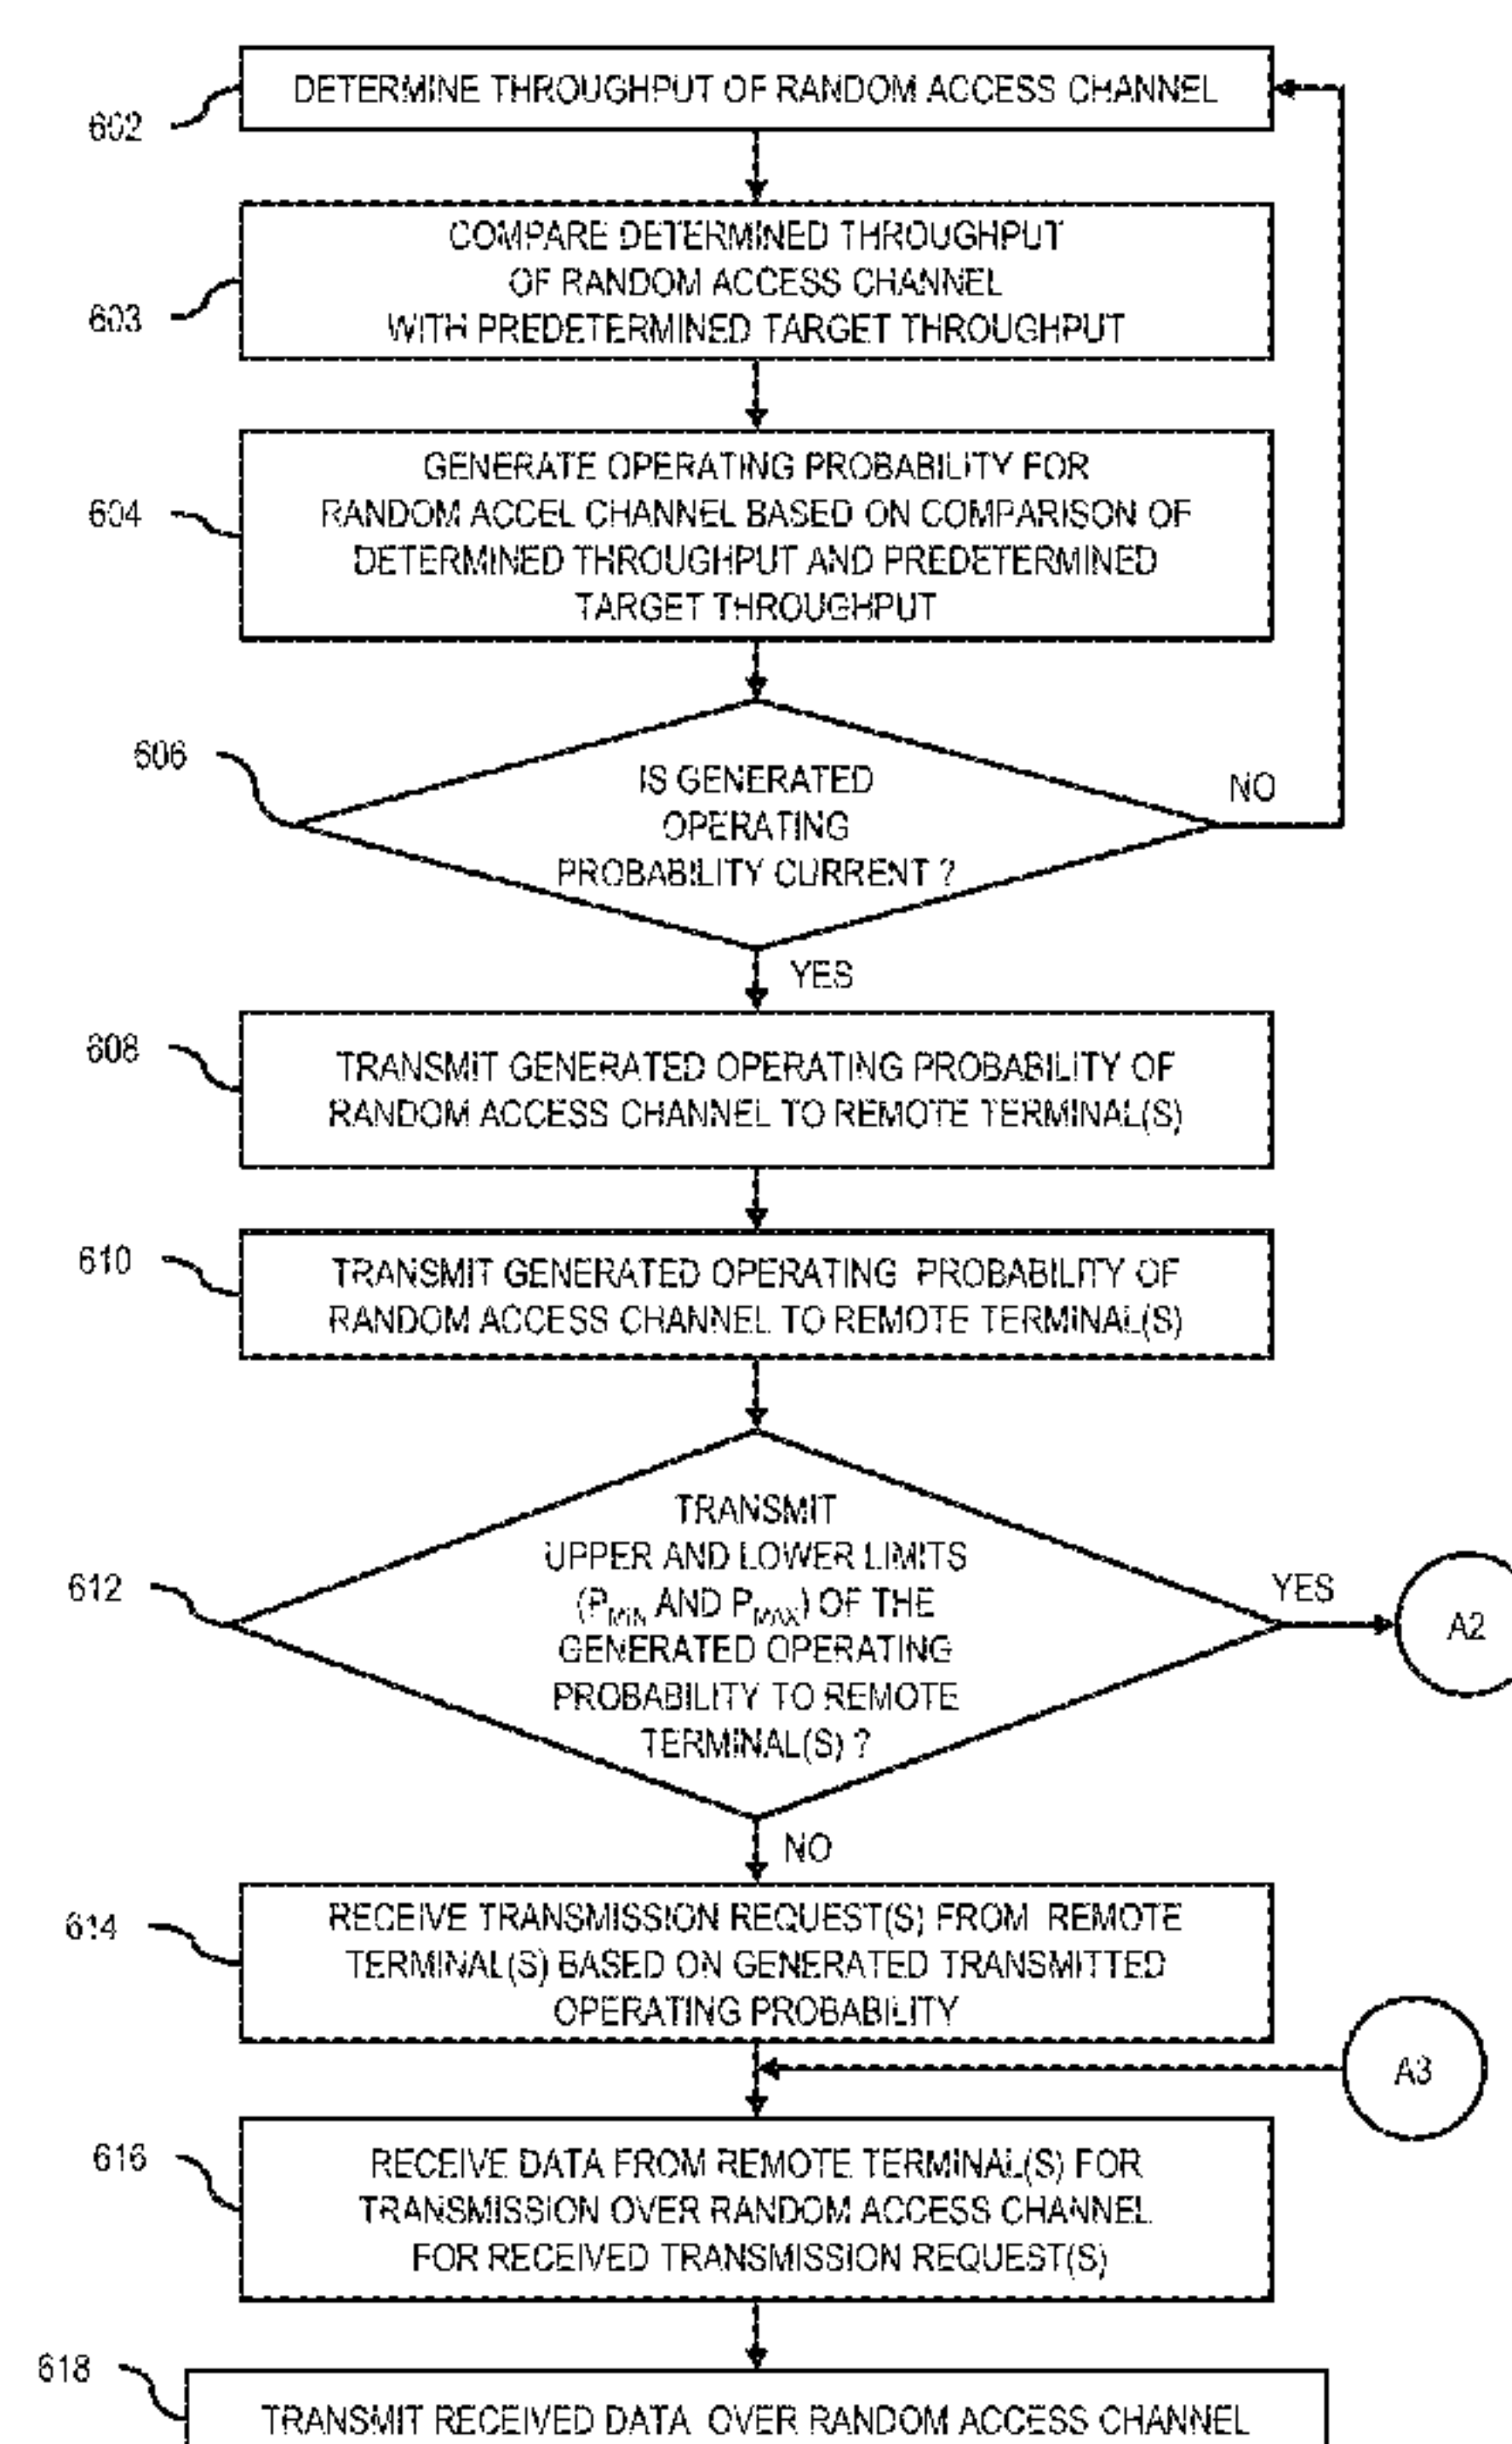 DETERMINE THROUGHPUT OF RANDOM ACCESS CHANNEL
602
COMPARE DETERMINED THROUGHPUT
OF RANDOM ACCESS CHANNEL
WITH PREDETERMINED TARGET THROUGHPUT
603
GENERATE OPERATING PROBABILITY FOR
RANDOM ACCEL CHANNEL BASED ON COMPARISON OF
DETERMINED THROUGHPUT AND PREDETERMINED
TARGET THROUGHPUT
604
606
IS GENERATED
OPERATING
PROBABILITY CURRENT ?
NO
YES
608
TRANSMIT GENERATED OPERATING PROBABILITY OF
RANDOM ACCESS CHANNEL TO REMOTE TERMINAL(S)
610
TRANSMIT GENERATED OPERATING PROBABILITY OF
RANDOM ACCESS CHANNEL TO REMOTE TERMINAL(S)
612
TRANSMIT
UPPER AND LOWER LIMITS
(PMIN AND PMAX) OF THE
GENERATED OPERATING
PROBABILITY TO REMOTE
TERMINAL(S) ?
YES
A2
NO
614
RECEIVE TRANSMISSION REQUEST(S) FROM REMOTE
TERMINAL(S) BASED ON GENERATED TRANSMITTED
OPERATING PROBABILITY
A3
616
RECEIVE DATA FROM REMOTE TERMINAL(S) FOR
TRANSMISSION OVER RANDOM ACCESS CHANNEL
FOR RECEIVED TRANSMISSION REQUEST(S)
618
TRANSMIT RECEIVED DATA OVER RANDOM ACCESS CHANNEL